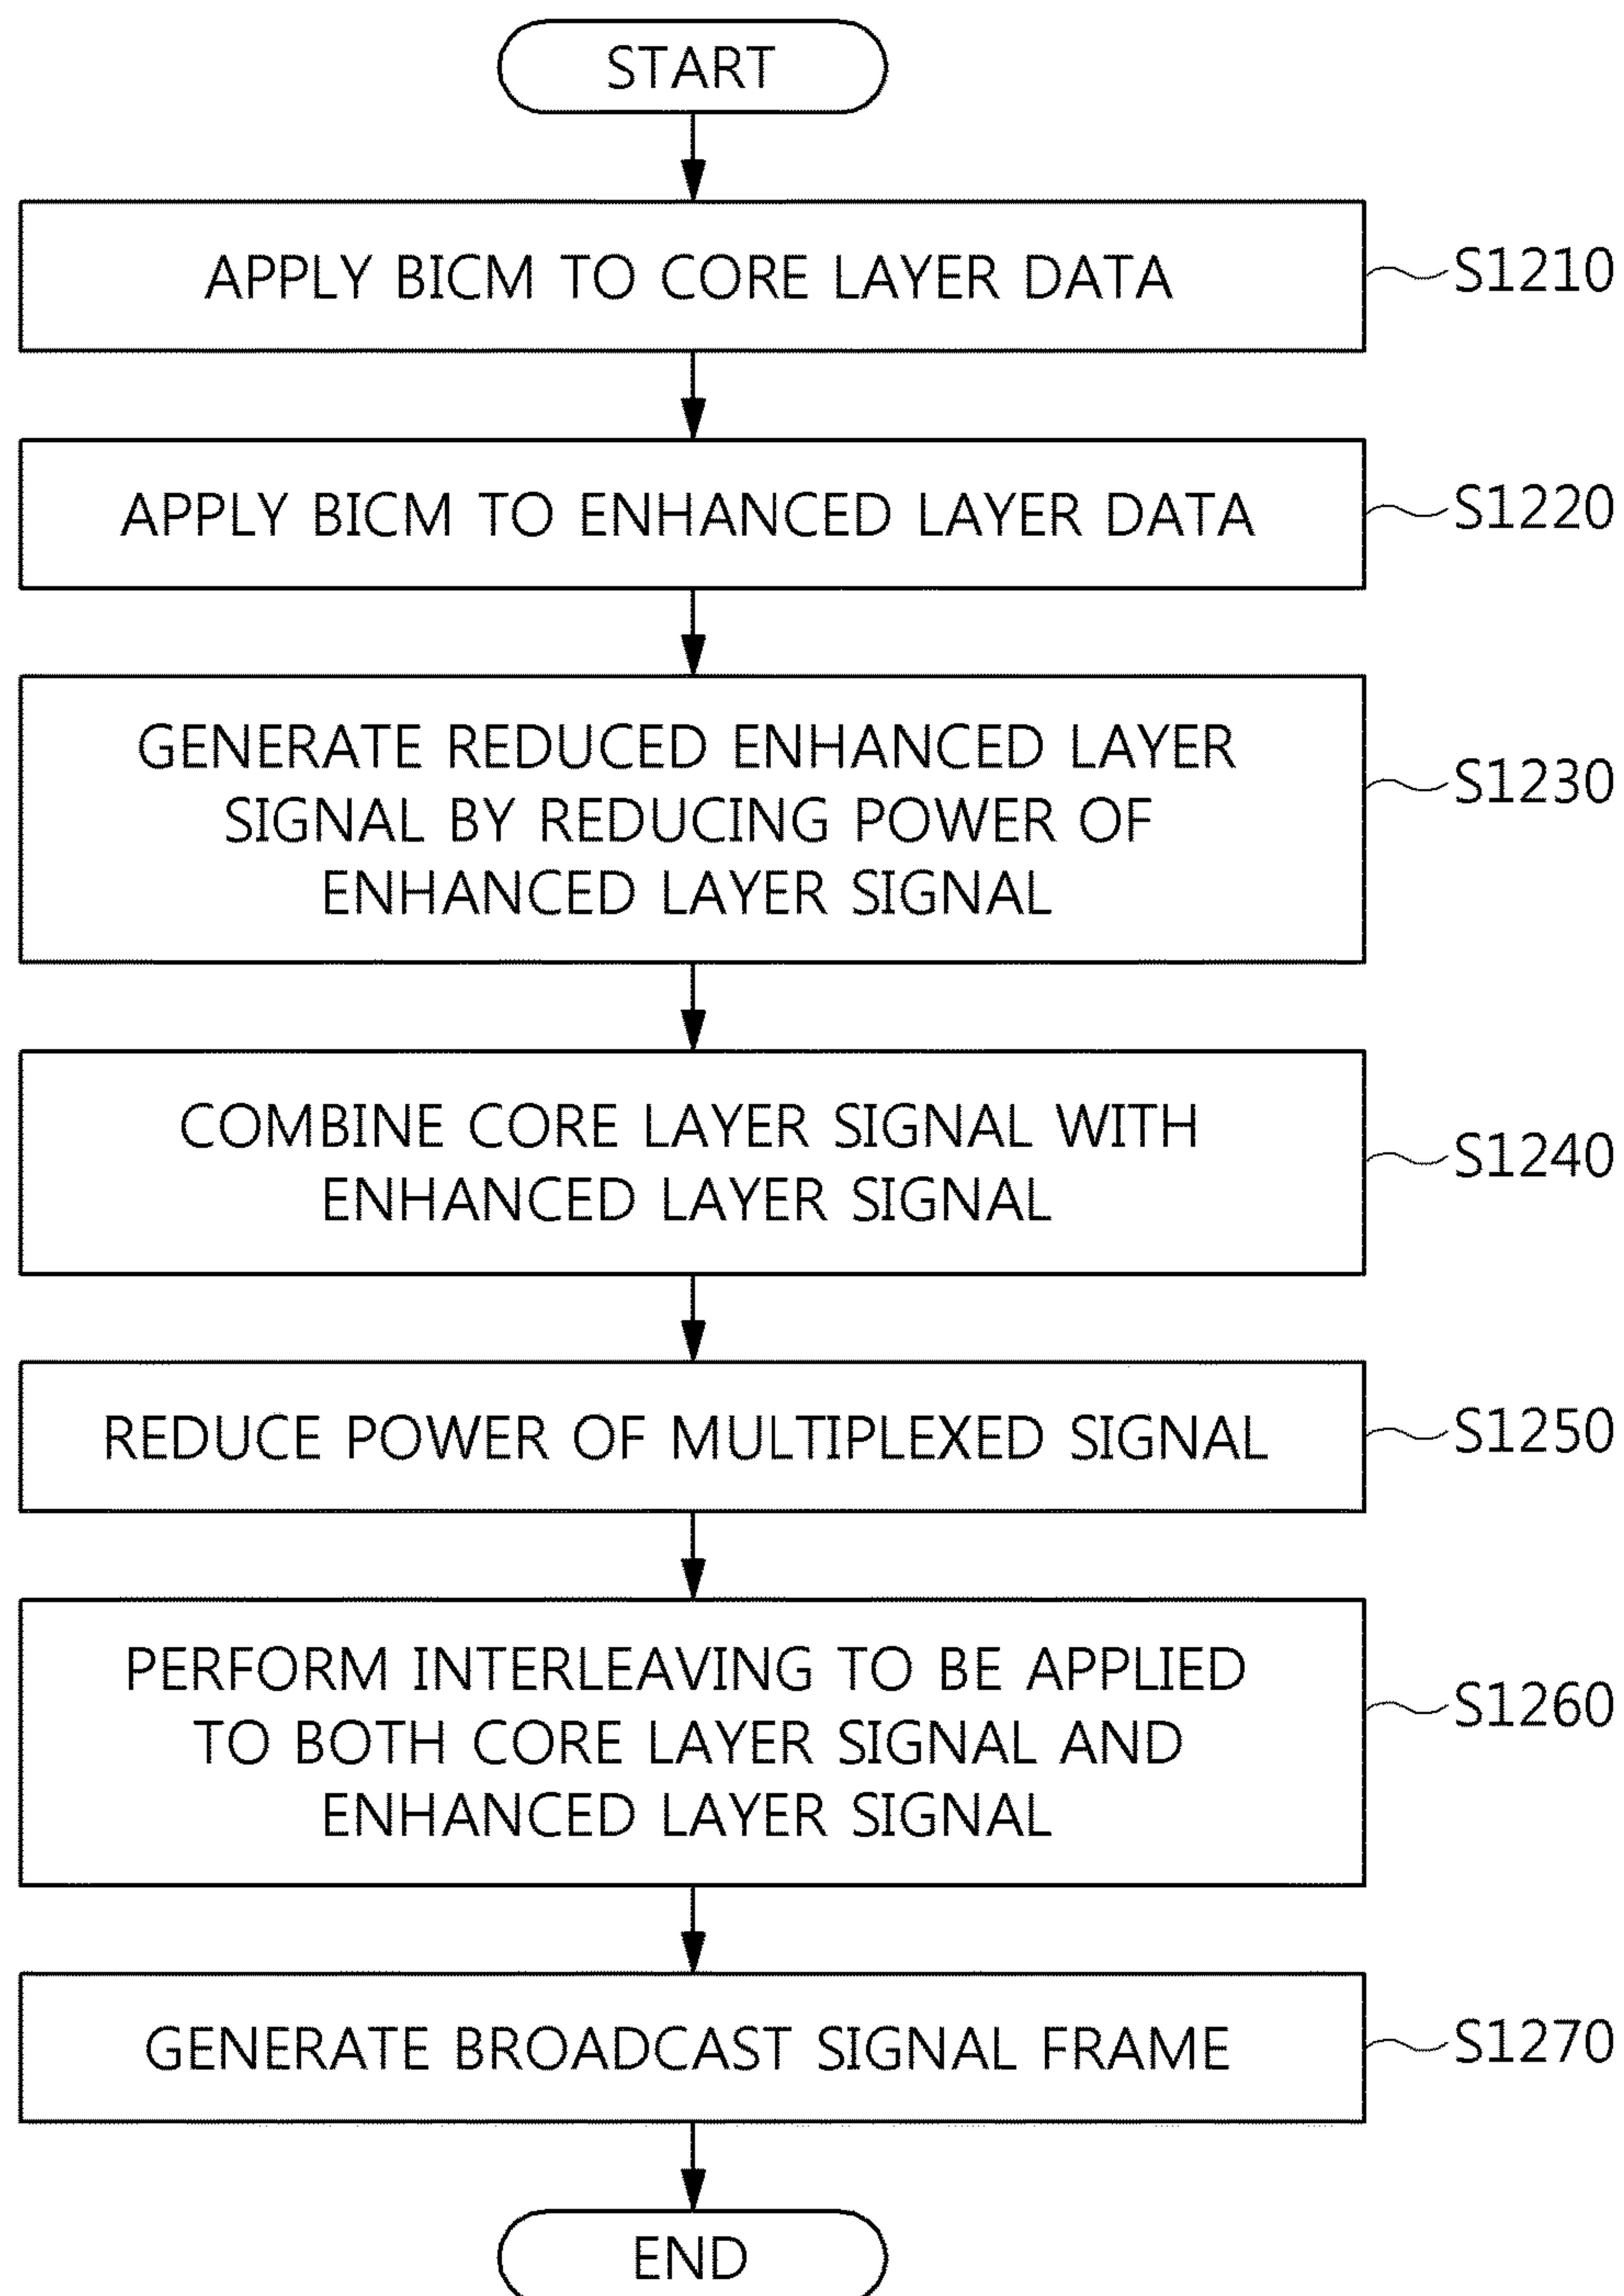 START
APPLY BICM TO CORE LAYER DATA
S1210
APPLY BICM TO ENHANCED LAYER DATA
S1220
GENERATE REDUCED ENHANCED LAYER
SIGNAL BY REDUCING POWER OF
ENHANCED LAYER SIGNAL
S1230
COMBINE CORE LAYER SIGNAL WITH
ENHANCED LAYER SIGNAL
S1240
REDUCE POWER OF MULTIPLEXED SIGNAL
S1250
PERFORM INTERLEAVING TO BE APPLIED
TO BOTH CORE LAYER SIGNAL AND
ENHANCED LAYER SIGNAL
S1260
GENERATE BROADCAST SIGNAL FRAME
S1270
END